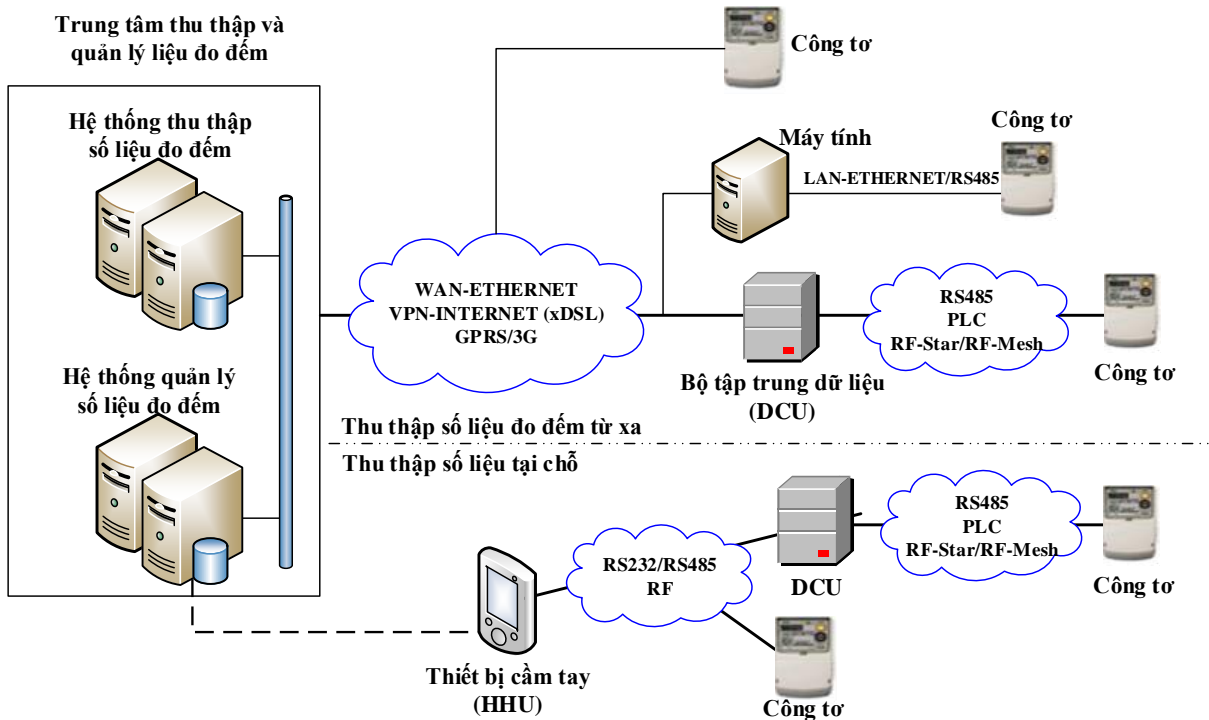 Trung tâm thu thập và
quản lý liệu đo đếm
Hệ thống thu thập
số liệu đo đếm
Hệ thống quản lý
số liệu đo đếm
WAN-ETHERNET
VPN-INTERNET (xDSL)
GPRS/3G
Công tơ
Máy tính
LAN-ETHERNET/RS485
Công tơ
Bộ tập trung dữ liệu
(DCU)
RS485
PLC
RF-Star/RF-Mesh
Công tơ
Thu thập số liệu đo đếm từ xa
Thu thập số liệu tại chỗ
Thiết bị cầm tay
(HHU)
RS232/RS485
RF
DCU
RS485
PLC
RF-Star/RF-Mesh
Công tơ
Công tơ